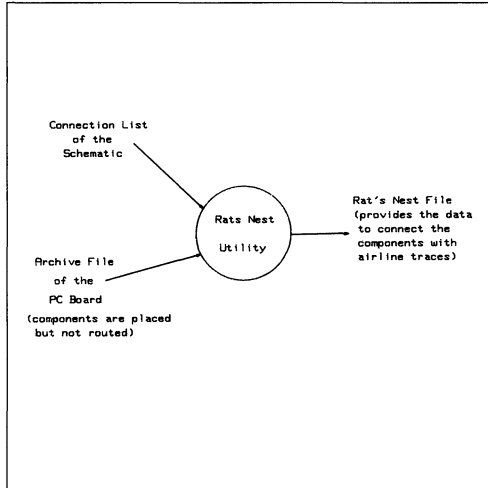 Connection List
of the
Schematic
Rats Nest
Utility
Rat's Nest File
(provides the data
to connect the
components with
airline traces)
Archive File
of the
PC Board
(components are placed
but not routed)